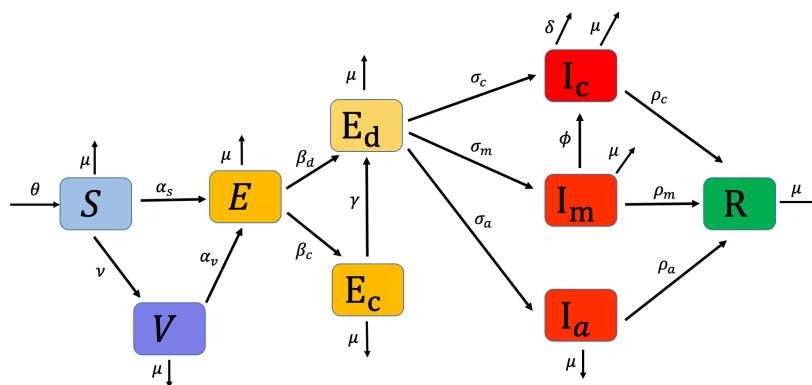 δ
μ
I_c
μ
σ_c
ρ_c
E_d
ϕ
μ
μ
μ
β_d
σ_m
θ
S
α_s
E
γ
I_m
ρ_m
R
μ
σ_a
ν
α_v
β_c
ρ_a
E_c
V
I_a
μ
μ
μ